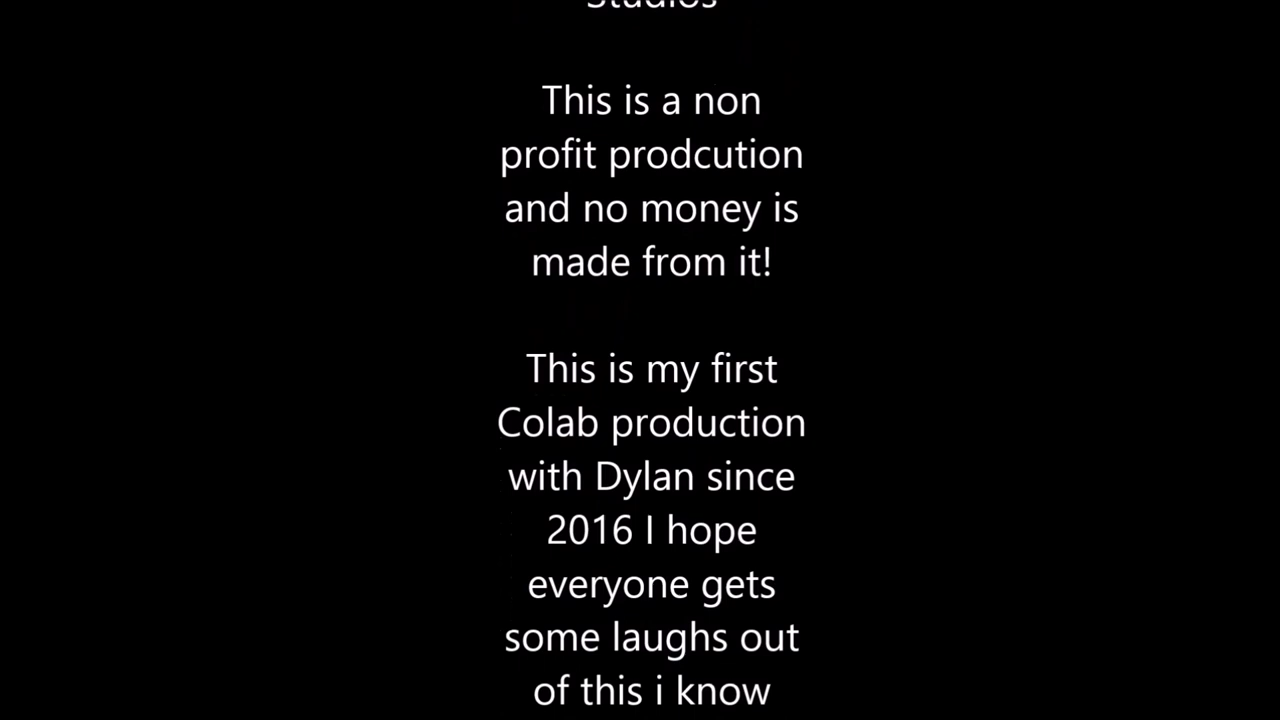 Studios
This is a non
profit prodcution
and no money is
made from it!
This is my first
Colab production
with Dylan since
2016 I hope
everyone gets
some laughs out
of this i know